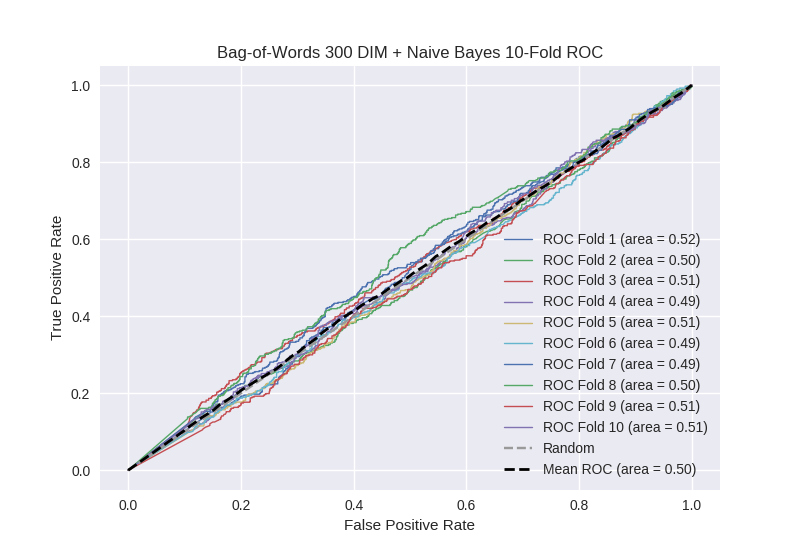 Bag-of-Words 300 DIM + Naive Bayes 10-Fold ROC
True Positive Rate
1.0
0.8
0.6
0.4
0.2
0.0
ROC Fold 1 (area = 0.52)
ROC Fold 2 (area = 0.50)
ROC Fold 3 (area = 0.51)
ROC Fold 4 (area = 0.49)
ROC Fold 5 (area = 0.51)
ROC Fold 6 (area = 0.49)
ROC Fold 7 (area = 0.49)
ROC Fold 8 (area = 0.50)
ROC Fold 9 (area = 0.51)
ROC Fold 10 (area = 0.51)
Random
Mean ROC (area = 0.50)
0.0 0.2 0.4 0.6 0.8 1.0
False Positive Rate